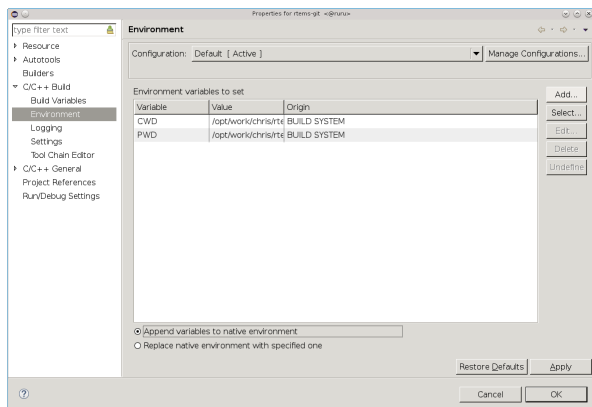 Properties for rtems-git <@ruru>
type filter text
Environment
Resource
Autotools
Builders
C/C++ Build
Build Variables
Environment
Logging
Settings
Tool Chain Editor
C/C++ General
Project References
Run/Debug Settings
Configuration: Default [ Active ]
Manage Configurations...
Environment variables to set
Variable Value Origin
CWD /opt/work/chris/rte BUILD SYSTEM
PWD /opt/work/chris/rte BUILD SYSTEM
Add...
Select...
Edit...
Delete
Undefine
Append variables to native environment
Replace native environment with specified one
Restore Defaults Apply
Cancel OK